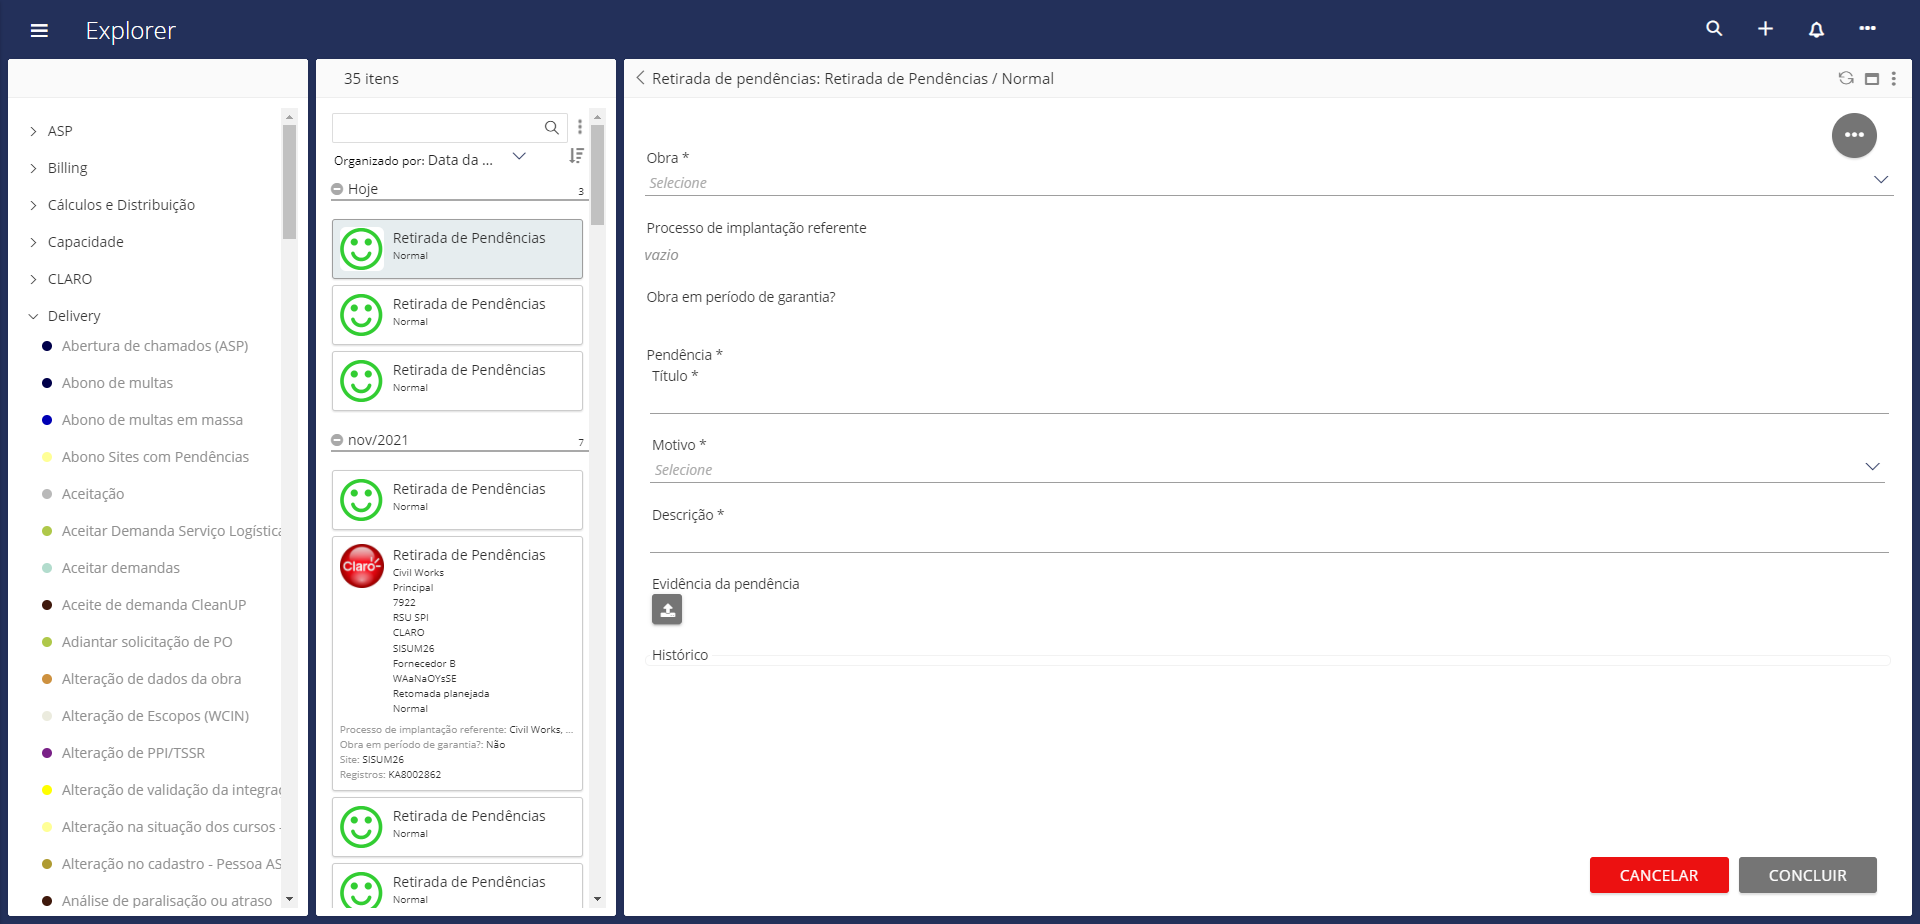 Explorer
ASP
Billing
Cálculos e Distribuição
Capacidade
CLARO
Delivery
Abertura de chamados (ASP)
Abono de multas
Abono de multas em massa
Abono Sites com Pendências
Aceitação
Aceitar Demanda Serviço Logística
Aceitar demandas
Aceite de demanda CleanUP
Adiantar solicitação de PO
Alteração de dados da obra
Alteração de Escopos (WCIN)
Alteração de PPI/TSSR
Alteração de validação da integrac
Alteração na situação dos cursos -
Alteração no cadastro - Pessoa AS
Análise de paralisação ou atraso
35 itens
Organizado por: Data da ...
Hoje 3
Retirada de Pendências
Normal
Retirada de Pendências
Normal
Retirada de Pendências
Normal
nov/2021 7
Retirada de Pendências
Normal
Claro
Retirada de Pendências
Civil Works
Principal
7922
RSU SPI
CLARO
SISUM26
Fornecedor B
WAaNaOYsSE
Retomada planejada
Normal
Processo de implantação referente: Civil Works, ...
Obra em período de garantia?: Não
Site: SISUM26
Registros: KA8002862
Retirada de Pendências
Normal
Retirada de Pendências
Normal
Retirada de pendências: Retirada de Pendências / Normal
Obra *
Selecione
Processo de implantação referente
vazio
Obra em período de garantia?
Pendência *
Título *
Motivo *
Selecione
Descrição *
Evidência da pendência
Histórico
CANCELAR CONCLUIR